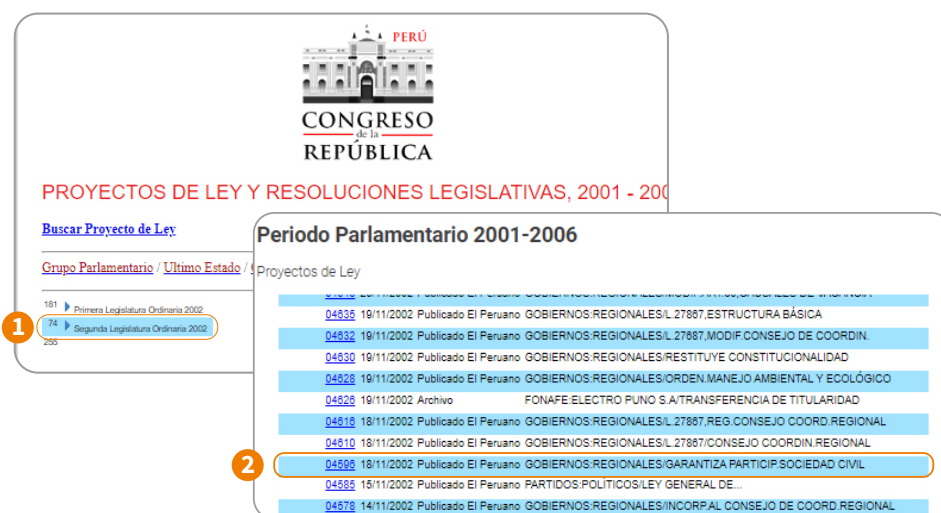 PERÚ
CONGRESO
de la
REPÚBLICA
PROYECTOS DE LEY Y RESOLUCIONES LEGISLATIVAS, 2001 - 200
Buscar Proyecto de Ley
Grupo Parlamentario / Ultimo Estado /
181 Primera Legislatura Ordinaria 2002
1
74 Segunda Legislatura Ordinaria 2002
255
Periodo Parlamentario 2001-2006
Proyectos de Ley
04635 19/11/2002 Publicado El Peruano GOBIERNOS:REGIONALES/L.27867,ESTRUCTURA BÁSICA
04632 19/11/2002 Publicado El Peruano GOBIERNOS:REGIONALES/L.27687,MODIF.CONSEJO DE COORDIN.
04630 19/11/2002 Publicado El Peruano GOBIERNOS:REGIONALES/RESTITUYE CONSTITUCIONALIDAD
04628 19/11/2002 Publicado El Peruano GOBIERNOS:REGIONALES/ORDEN.MANEJO AMBIENTAL Y ECOLÓGICO
04626 19/11/2002 Archivo FONAFE:ELECTRO PUNO S.A/TRANSFERENCIA DE TITULARIDAD
04616 18/11/2002 Publicado El Peruano GOBIERNOS:REGIONALES/L.27867,REG.CONSEJO COORD.REGIONAL
04610 18/11/2002 Publicado El Peruano GOBIERNOS:REGIONALES/L.27867/CONSEJO COORDIN.REGIONAL
2
04596 18/11/2002 Publicado El Peruano GOBIERNOS:REGIONALES/GARANTIZA PARTICIP.SOCIEDAD CIVIL
04585 15/11/2002 Publicado El Peruano PARTIDOS:POLÍTICOS/LEY GENERAL DE...
04578 14/11/2002 Publicado El Peruano GOBIERNOS:REGIONALES/INCORP.AL CONSEJO DE COORD.REGIONAL